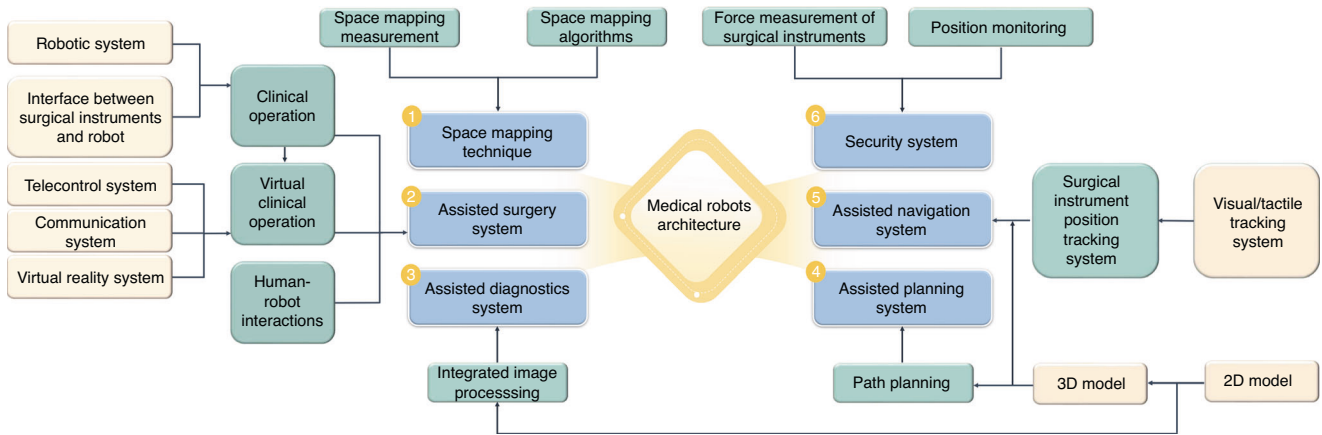 Space mapping
measurement
Space mapping
algorithms
Force measurement of
surgical instruments
Position monitoring
Robotic system
Interface between
surgical instruments
and robot
Clinical
operation
1
Space mapping
technique
6
Security system
Telecontrol system
Communication
system
Virtual reality system
Virtual
clinical
operation
2
Assisted surgery
system
Medical robots
architecture
5
Assisted navigation
system
Surgical
instrument
position
tracking
system
Visual/tactile
tracking
system
Human-
robot
interactions
3
Assisted diagnostics
system
4
Assisted planning
system
Integrated image
processsing
Path planning
3D model
2D model